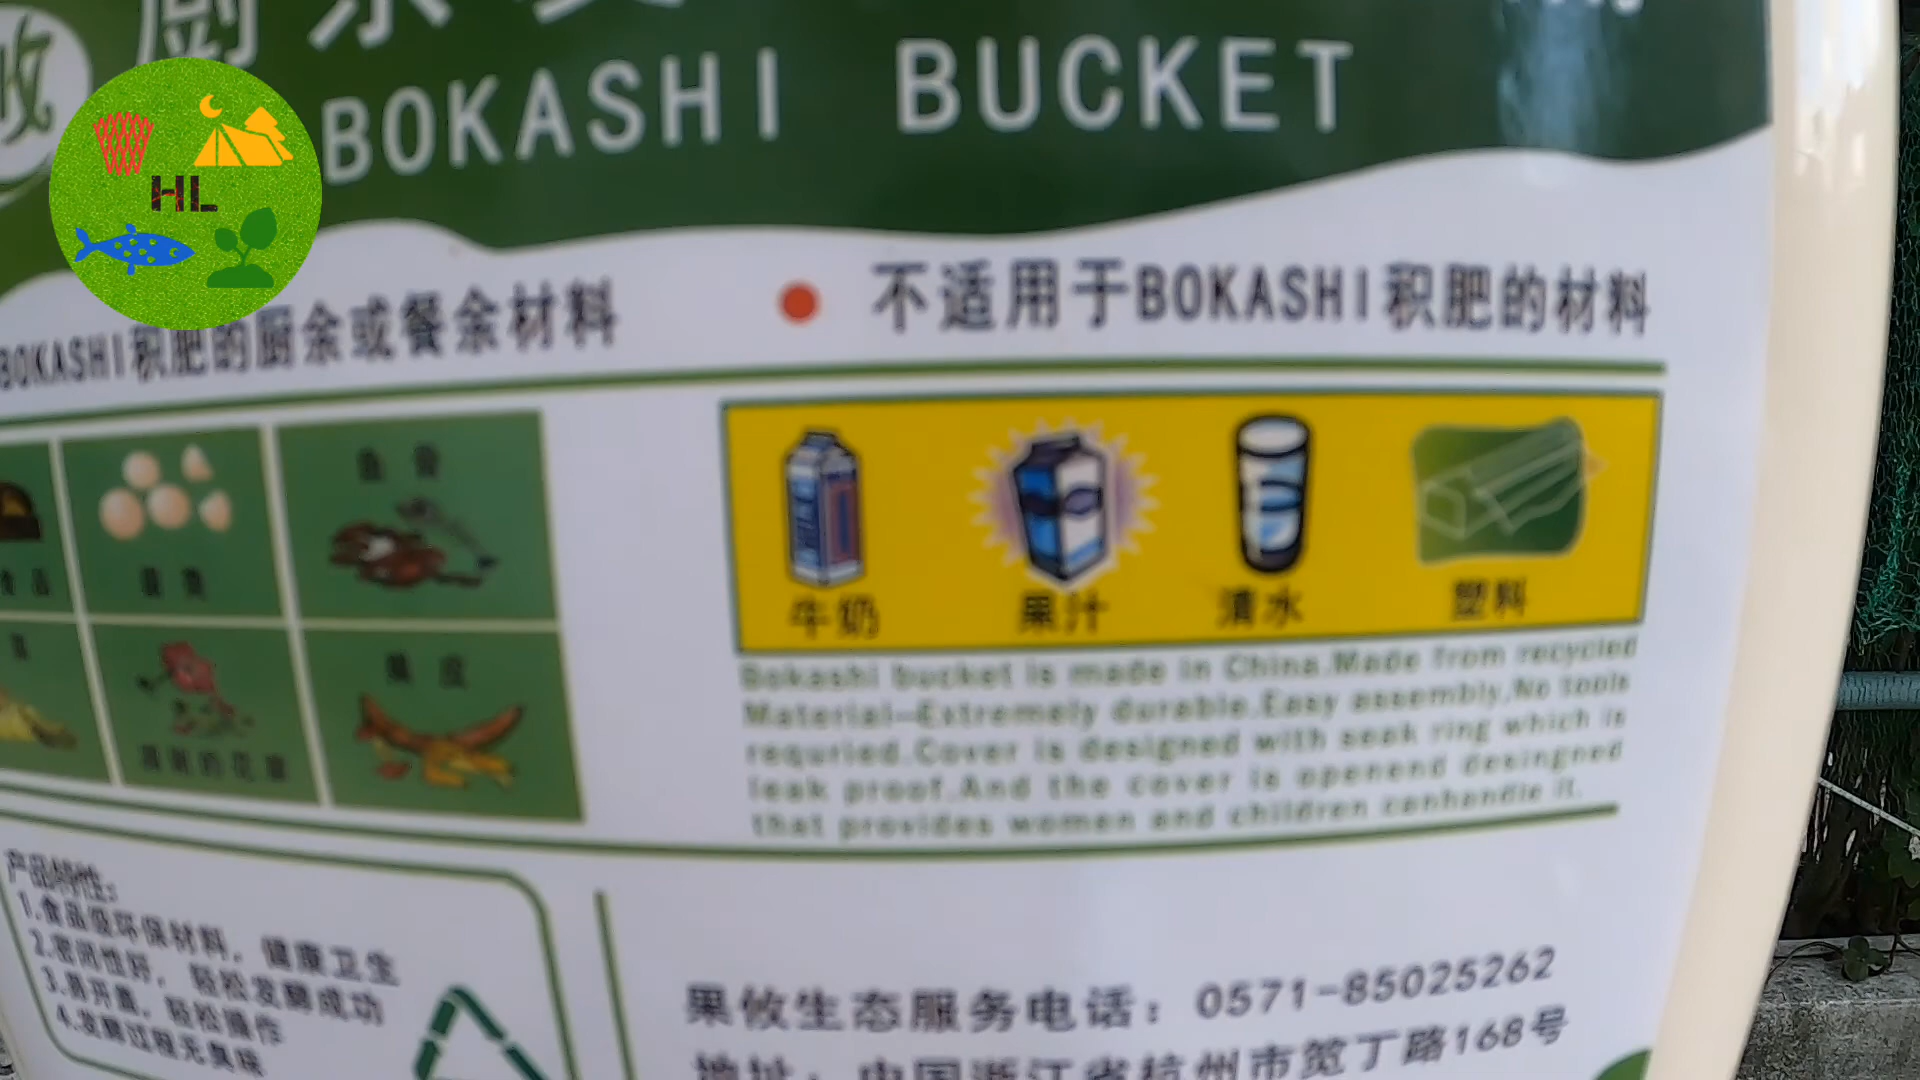 HL
BOKASHI BUCKET
BOKASHI积肥的厨余或餐余材料
不适用于BOKASHI积肥的材料
牛奶 果汁 清水 塑料
Bokashi bucket is made in China.Made from recycled
Material—Extremely durable.Easy assembly,No tools
requried.Cover is designed with seak ring which is
leak proof.And the cover is openend desingned
that provides women and children canhandle it.
产品特性:
1.食品级环保材料, 健康卫生
2.密闭性好, 轻松发酵成功
3.易开盖, 轻松操作
4.发酵过程无臭味
果攸生态服务电话: 0571-85025262
地址: 中国浙江省杭州市笕丁路168号